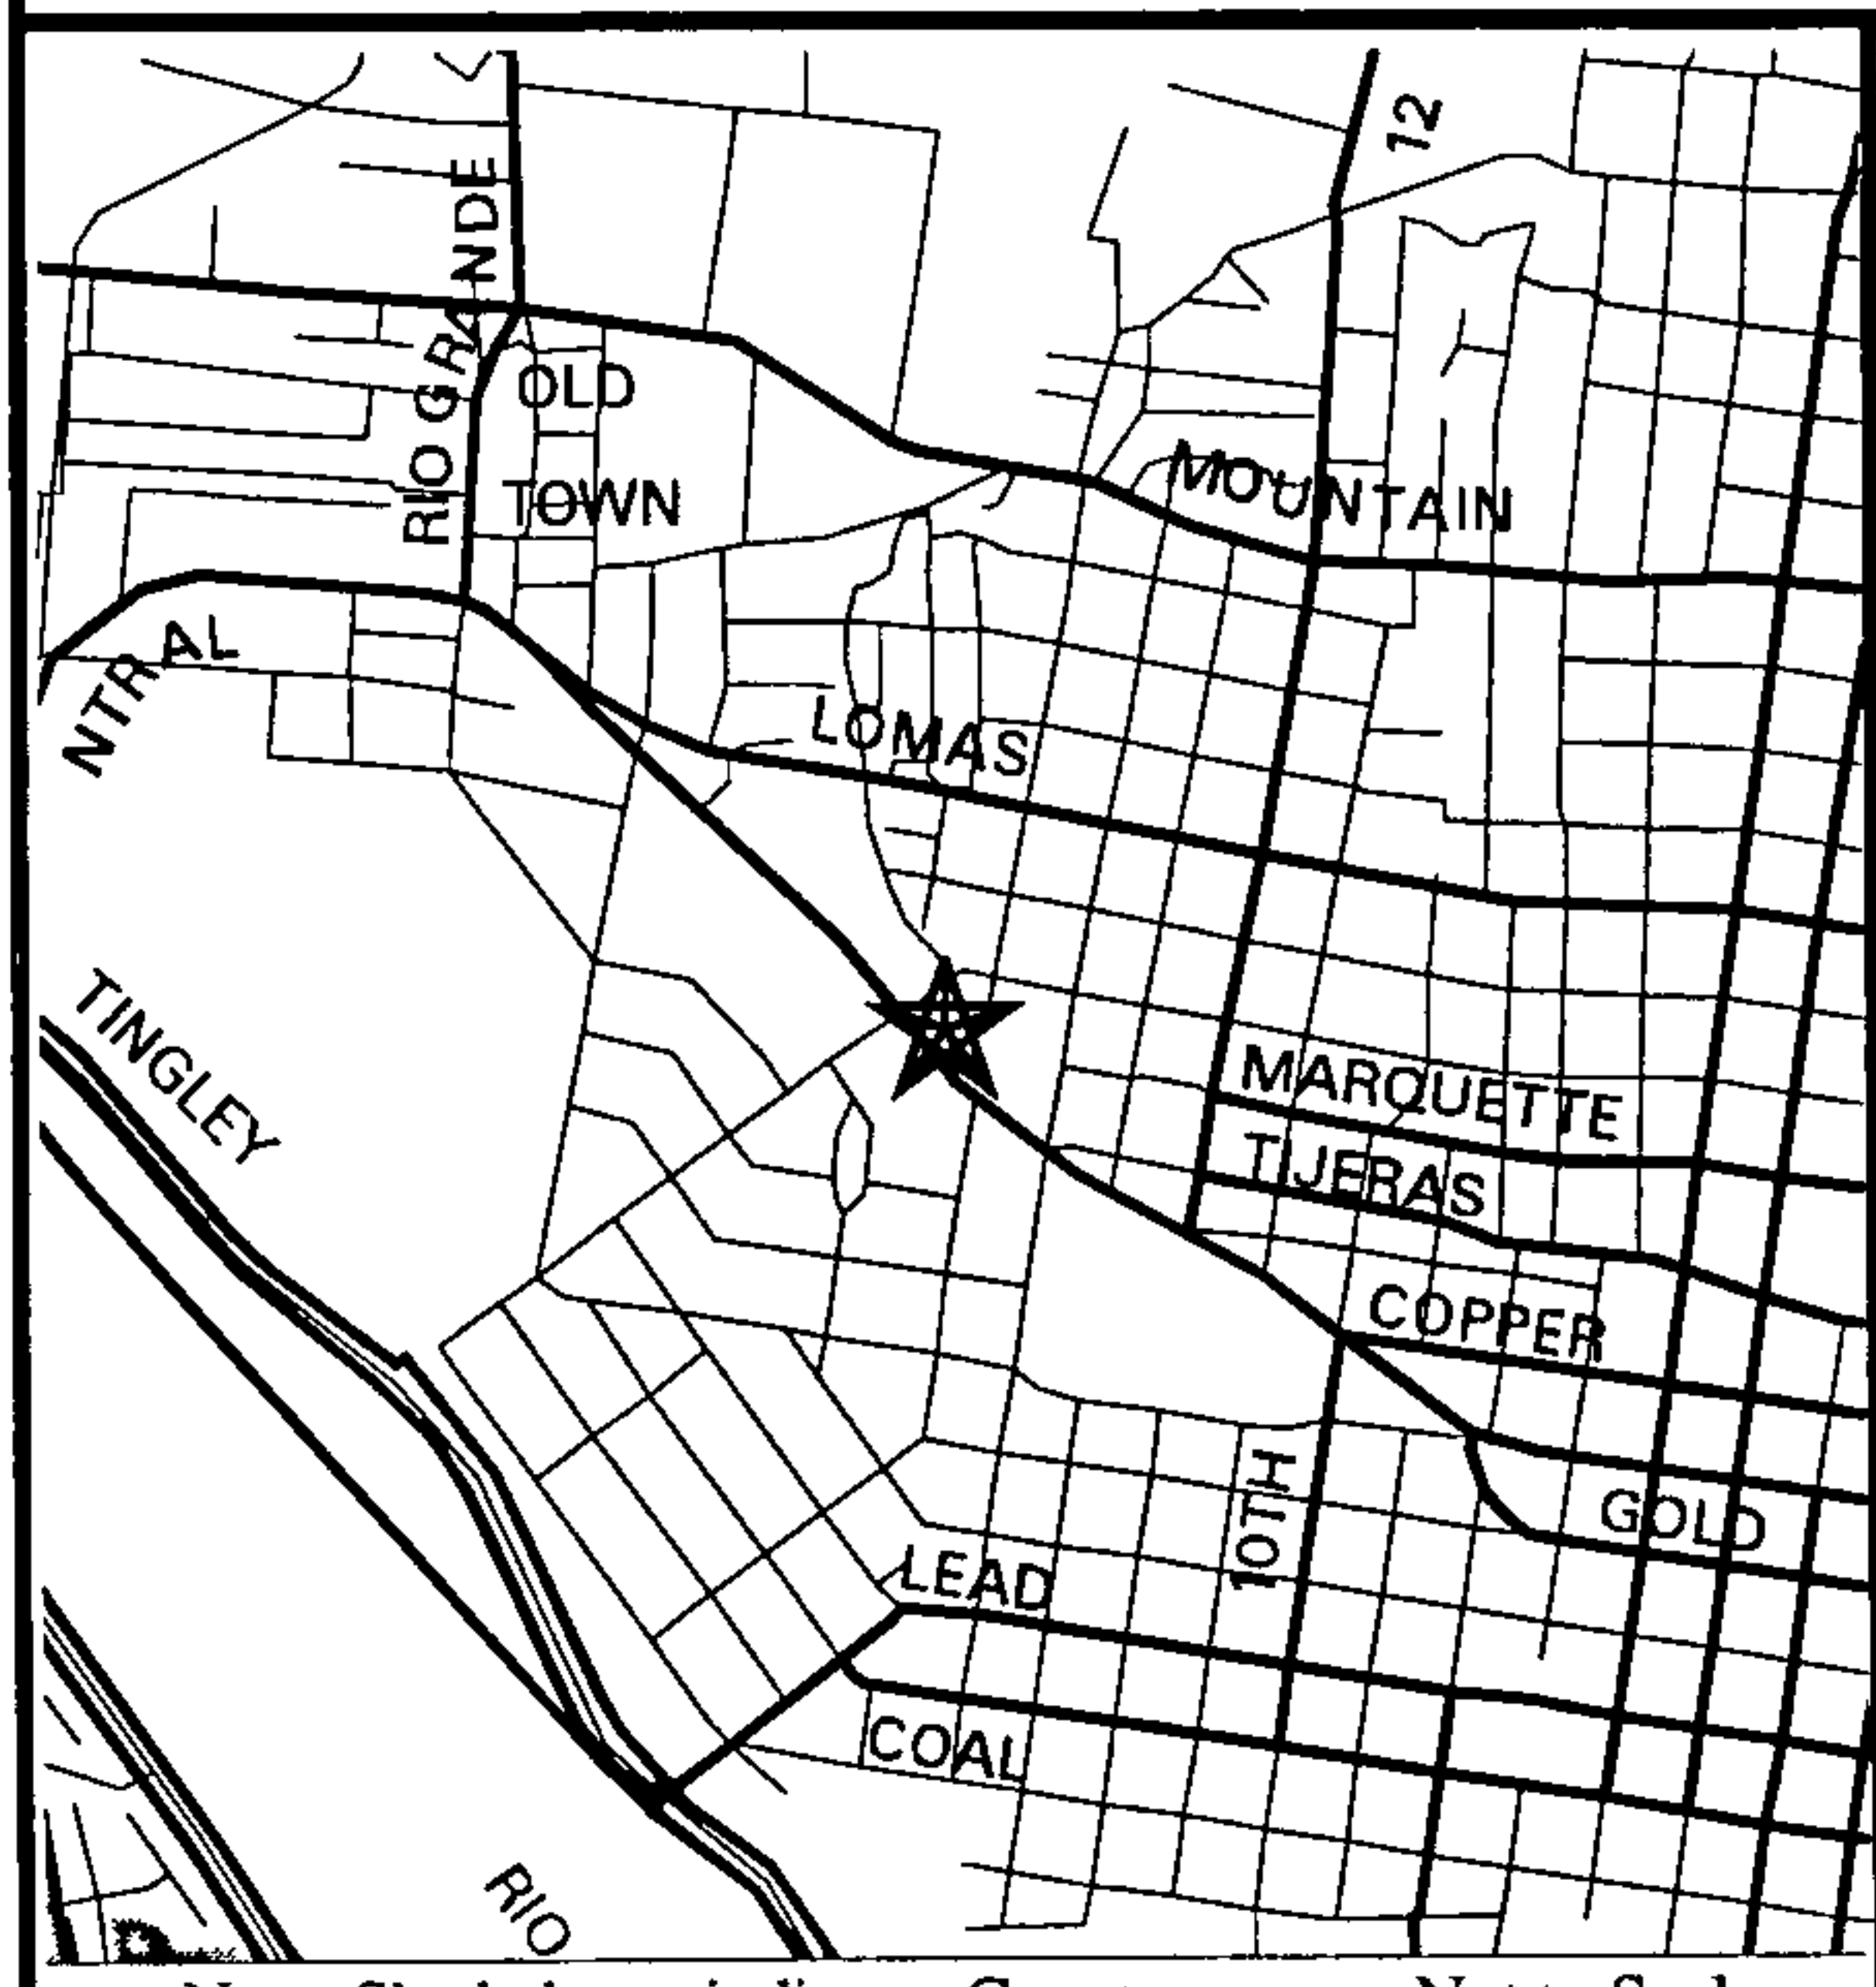 12
RIO GRANDE
OLD
TOWN
MOUNTAIN
NTRAL
LOMAS
TINGLEY
MARQUETTE
TIJERAS
COPPER
10TH
GOLD
LEAD
COAL
RIO